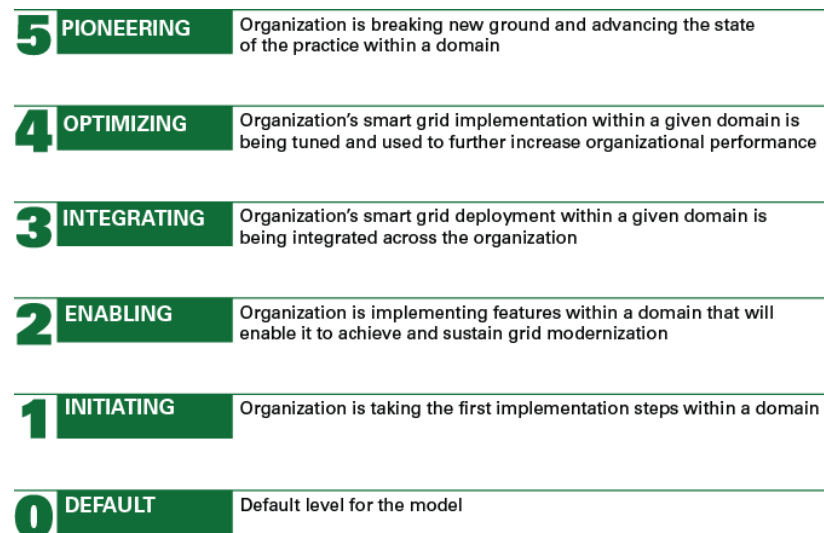 5 PIONEERING Organization is breaking new ground and advancing the state
of the practice within a domain
4 OPTIMIZING Organization's smart grid implementation within a given domain is
being tuned and used to further increase organizational performance
3 INTEGRATING Organization's smart grid deployment within a given domain is
being integrated across the organization
2 ENABLING Organization is implementing features within a domain that will
enable it to achieve and sustain grid modernization
1 INITIATING Organization is taking the first implementation steps within a domain
0 DEFAULT Default level for the model